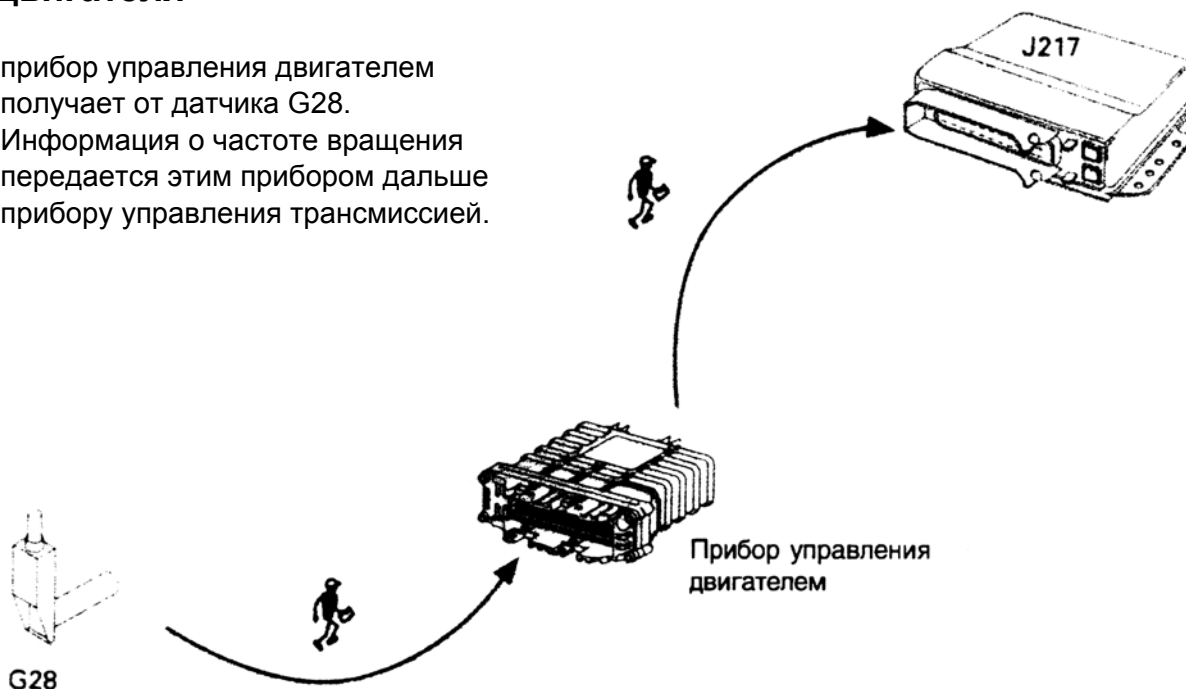 прибор управления двигателем
получает от датчика G28.
Информация о частоте вращения
передается этим прибором дальше
прибору управления трансмиссией.
J217
Прибор управления
двигателем
G28